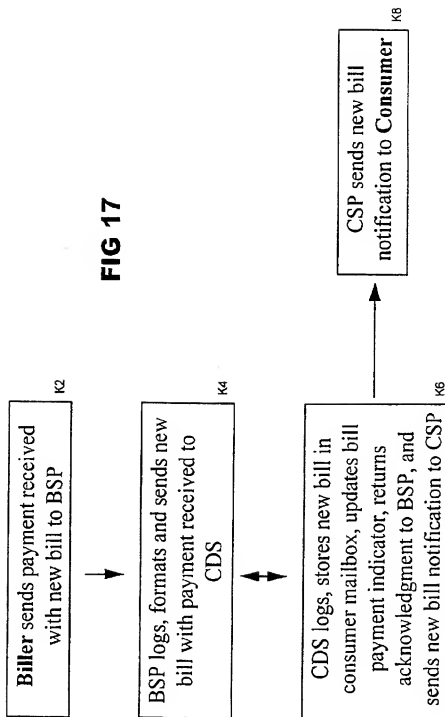 FIG 17
Biller sends payment received
with new bill to BSP
K2
BSP logs, formats and sends new
bill with payment received to
CDS
K4
CDS logs, stores new bill in
consumer mailbox, updates bill
payment indicator, returns
acknowledgment to BSP, and
sends new bill notification to CSP
K6
CSP sends new bill
notification to Consumer
K8